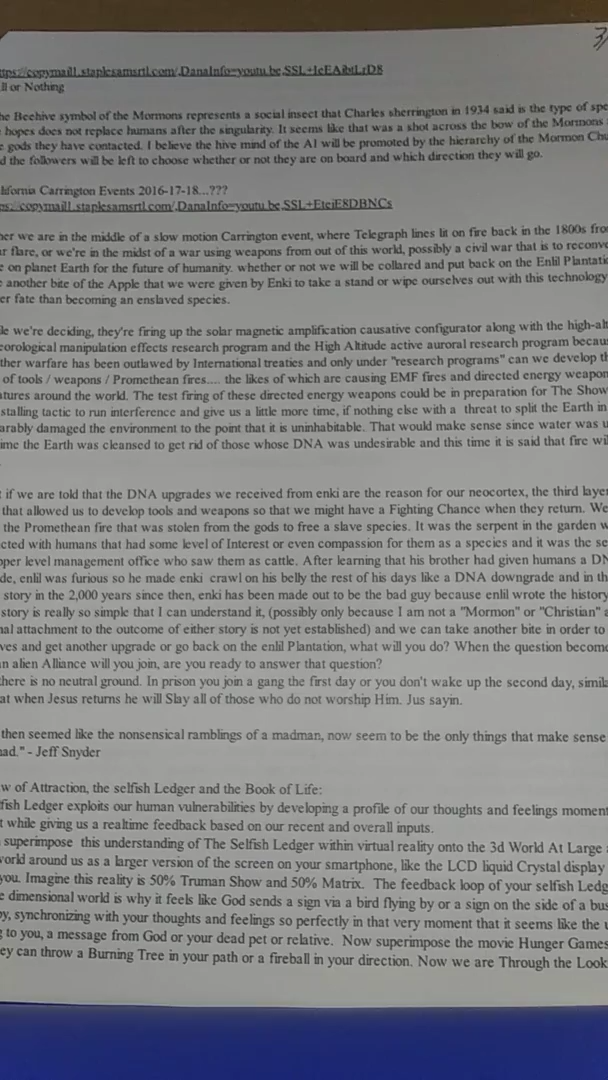 3/
ttps://copymail1.staplesamsrtl.com/,DanaInfo=youtu.be,SSL+IcEAibtLrD8
ll or Nothing
he Beehive symbol of the Mormons represents a social insect that Charles sherrington in 1934 said is the type of spe
hopes does not replace humans after the singularity. It seems like that was a shot across the bow of the Mormons
e gods they have contacted. I believe the hive mind of the AI will be promoted by the hierarchy of the Mormon Chu
d the followers will be left to choose whether or not they are on board and which direction they will go.
lifornia Carrington Events 2016-17-18...???
ps://copymail1.staplesamsrtl.com/,DanaInfo=youtu.be,SSL+EteiE8DBNCs
her we are in the middle of a slow motion Carrington event, where Telegraph lines lit on fire back in the 1800s fro
ar flare, or we're in the midst of a war using weapons from out of this world, possibly a civil war that is to reconve
e on planet Earth for the future of humanity. whether or not we will be collared and put back on the Enlil Plantati
e another bite of the Apple that we were given by Enki to take a stand or wipe ourselves out with this technology
er fate than becoming an enslaved species.
le we're deciding, they're firing up the solar magnetic amplification causative configurator along with the high-alt
eorological manipulation effects research program and the High Altitude active auroral research program becau
ther warfare has been outlawed by International treaties and only under "research programs" can we develop th
of tools / weapons / Promethean fires.... the likes of which are causing EMF fires and directed energy weapon
atures around the world. The test firing of these directed energy weapons could be in preparation for The Show
stalling tactic to run interference and give us a little more time, if nothing else with a threat to split the Earth in
arably damaged the environment to the point that it is uninhabitable. That would make sense since water was u
ime the Earth was cleansed to get rid of those whose DNA was undesirable and this time it is said that fire wil
if we are told that the DNA upgrades we received from enki are the reason for our neocortex, the third layer
that allowed us to develop tools and weapons so that we might have a Fighting Chance when they return. We
the Promethean fire that was stolen from the gods to free a slave species. It was the serpent in the garden w
cted with humans that had some level of Interest or even compassion for them as a species and it was the se
pper level management office who saw them as cattle. After learning that his brother had given humans a DN
de, enlil was furious so he made enki crawl on his belly the rest of his days like a DNA downgrade and in th
story in the 2,000 years since then, enki has been made out to be the bad guy because enlil wrote the history
story is really so simple that I can understand it, (possibly only because I am not a "Mormon" or "Christian" a
nal attachment to the outcome of either story is not yet established) and we can take another bite in order to
ves and get another upgrade or go back on the enlil Plantation, what will you do? When the question become
n alien Alliance will you join, are you ready to answer that question?
here is no neutral ground. In prison you join a gang the first day or you don't wake up the second day, simila
at when Jesus returns he will Slay all of those who do not worship Him. Jus sayin.
then seemed like the nonsensical ramblings of a madman, now seem to be the only things that make sense
nad." - Jeff Snyder
w of Attraction, the selfish Ledger and the Book of Life:
fish Ledger exploits our human vulnerabilities by developing a profile of our thoughts and feelings moment
t while giving us a realtime feedback based on our recent and overall inputs.
superimpose this understanding of The Selfish Ledger within virtual reality onto the 3d World At Large
vorld around us as a larger version of the screen on your smartphone, like the LCD liquid Crystal display
you. Imagine this reality is 50% Truman Show and 50% Matrix. The feedback loop of your selfish Ledg
e dimensional world is why it feels like God sends a sign via a bird flying by or a sign on the side of a bus
by, synchronizing with your thoughts and feelings so perfectly in that very moment that it seems like the u
g to you, a message from God or your dead pet or relative. Now superimpose the movie Hunger Games
ey can throw a Burning Tree in your path or a fireball in your direction. Now we are Through the Look